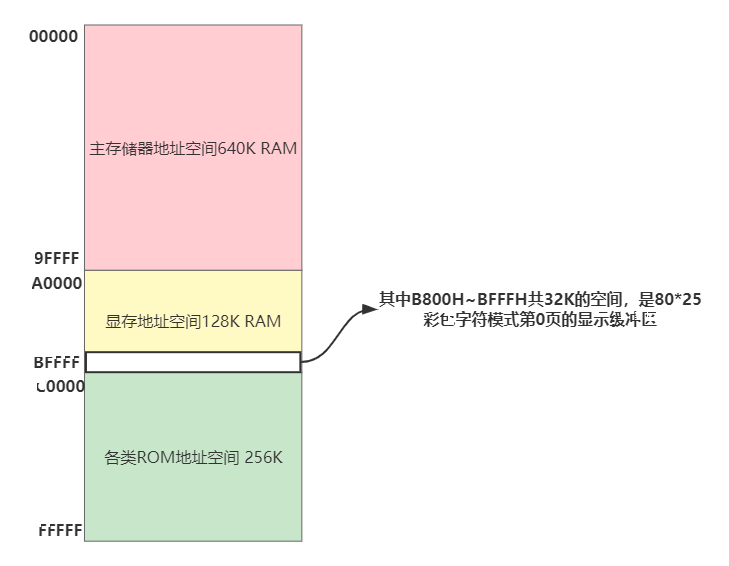 00000
主存储器地址空间640K RAM
9FFFF
A0000
其中B800H~BFFFH共32K的空间，是80*25
彩色字符模式第0页的显示缓冲区
显存地址空间128K RAM
BFFFF
C0000
各类ROM地址空间 256K
FFFFF